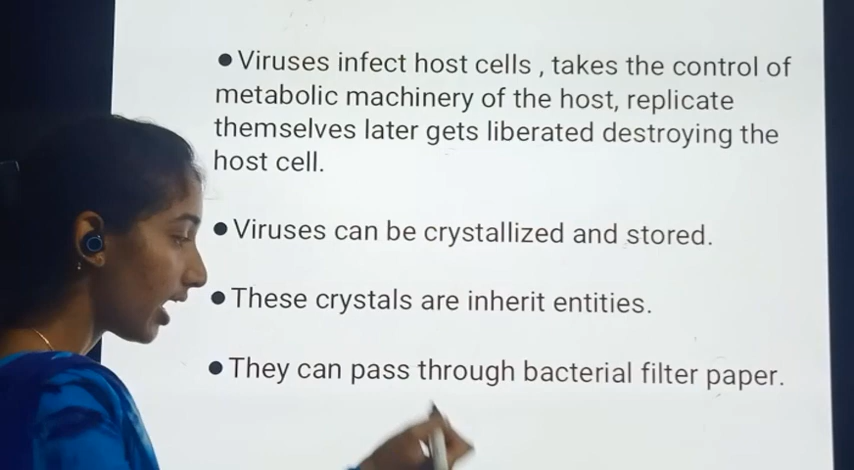 ● Viruses infect host cells , takes the control of
metabolic machinery of the host, replicate
themselves later gets liberated destroying the
host cell.
● Viruses can be crystallized and stored.
● These crystals are inherit entities.
● They can pass through bacterial filter paper.